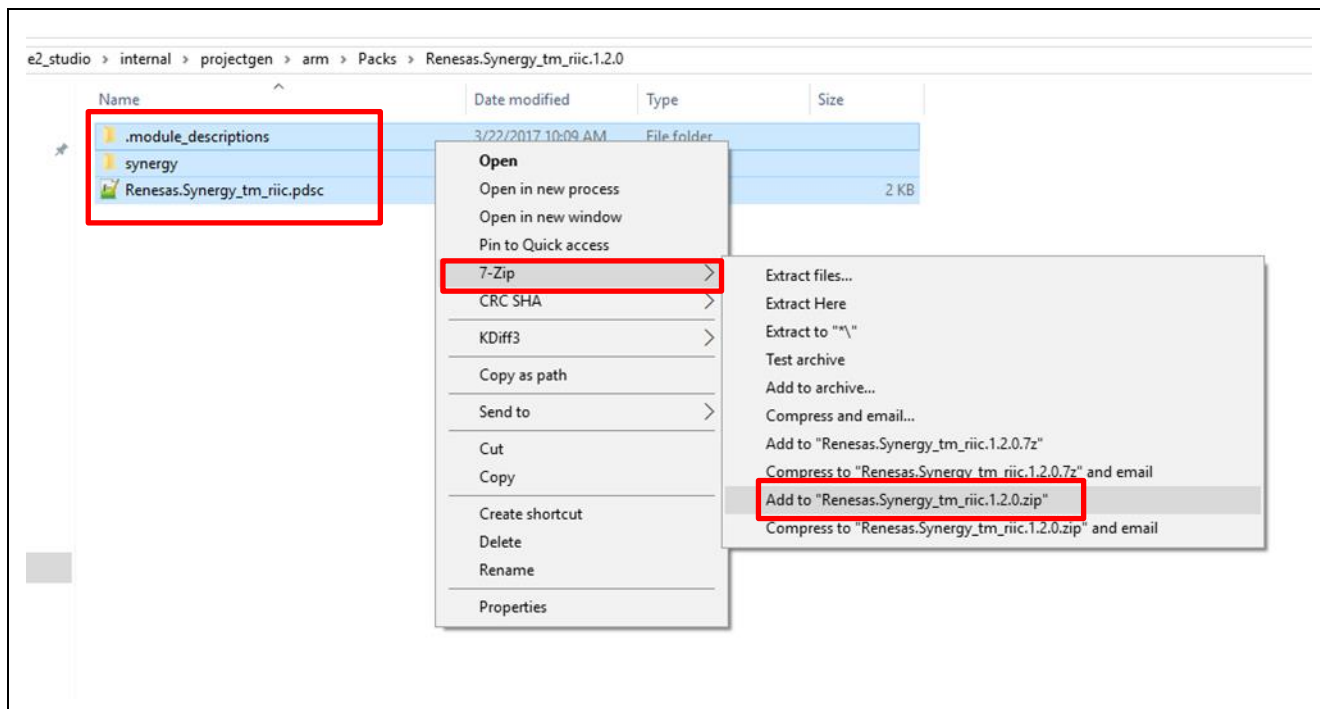 e2_studio > internal > projectgen > arm > Packs > Renesas.Synergy_tm_riic.1.2.0
Name Date modified Type Size
.module_descriptions 3/22/2017 10:09 AM File folder
synergy
Renesas.Synergy_tm_riic.pdsc 2 KB
Open
Open in new process
Open in new window
Pin to Quick access
7-Zip
CRC SHA
KDiff3
Copy as path
Send to
Cut
Copy
Create shortcut
Delete
Rename
Properties
Extract files...
Extract Here
Extract to "*\"
Test archive
Add to archive...
Compress and email...
Add to "Renesas.Synergy_tm_riic.1.2.0.7z"
Compress to "Renesas.Synergy_tm_riic.1.2.0.7z" and email
Add to "Renesas.Synergy_tm_riic.1.2.0.zip"
Compress to "Renesas.Synergy_tm_riic.1.2.0.zip" and email